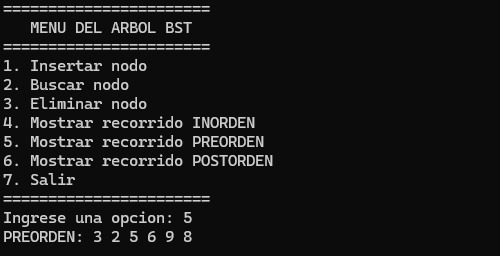 =======================
   MENU DEL ARBOL BST
=======================
1. Insertar nodo
2. Buscar nodo
3. Eliminar nodo
4. Mostrar recorrido INORDEN
5. Mostrar recorrido PREORDEN
6. Mostrar recorrido POSTORDEN
7. Salir
=======================
Ingrese una opcion: 5
PREORDEN: 3 2 5 6 9 8